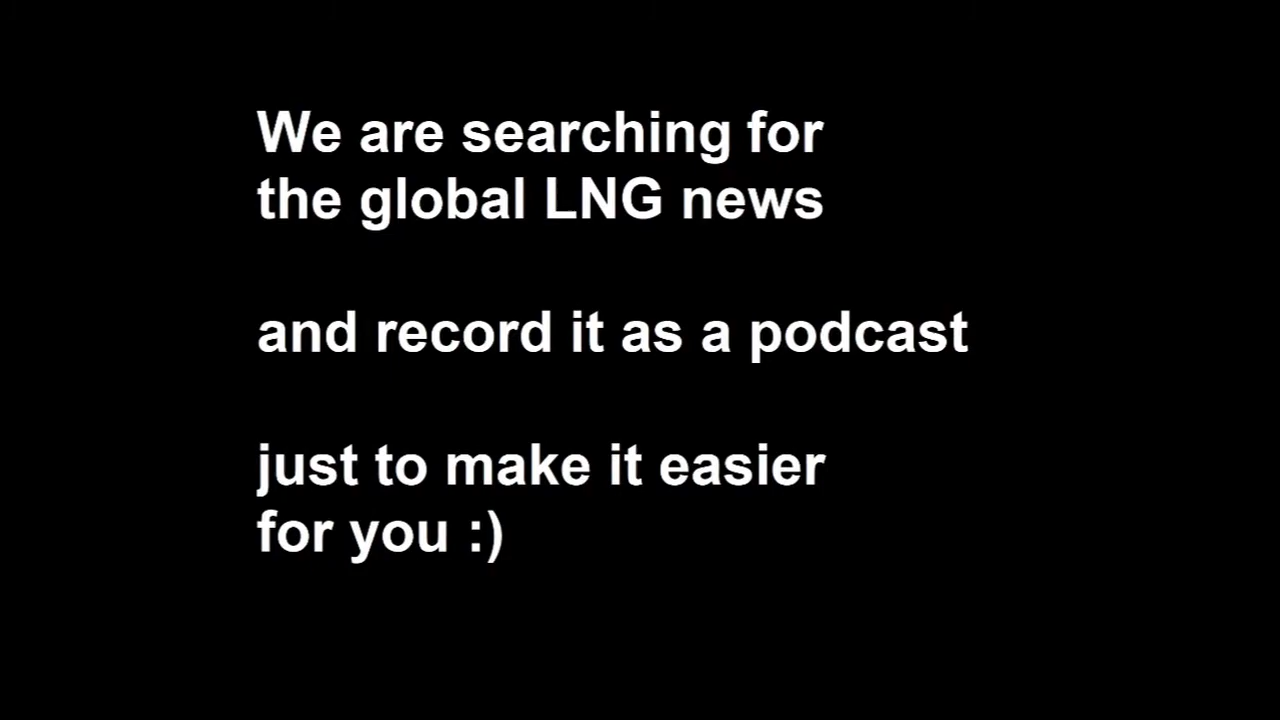 We are searching for
the global LNG news
and record it as a podcast
just to make it easier
for you :)